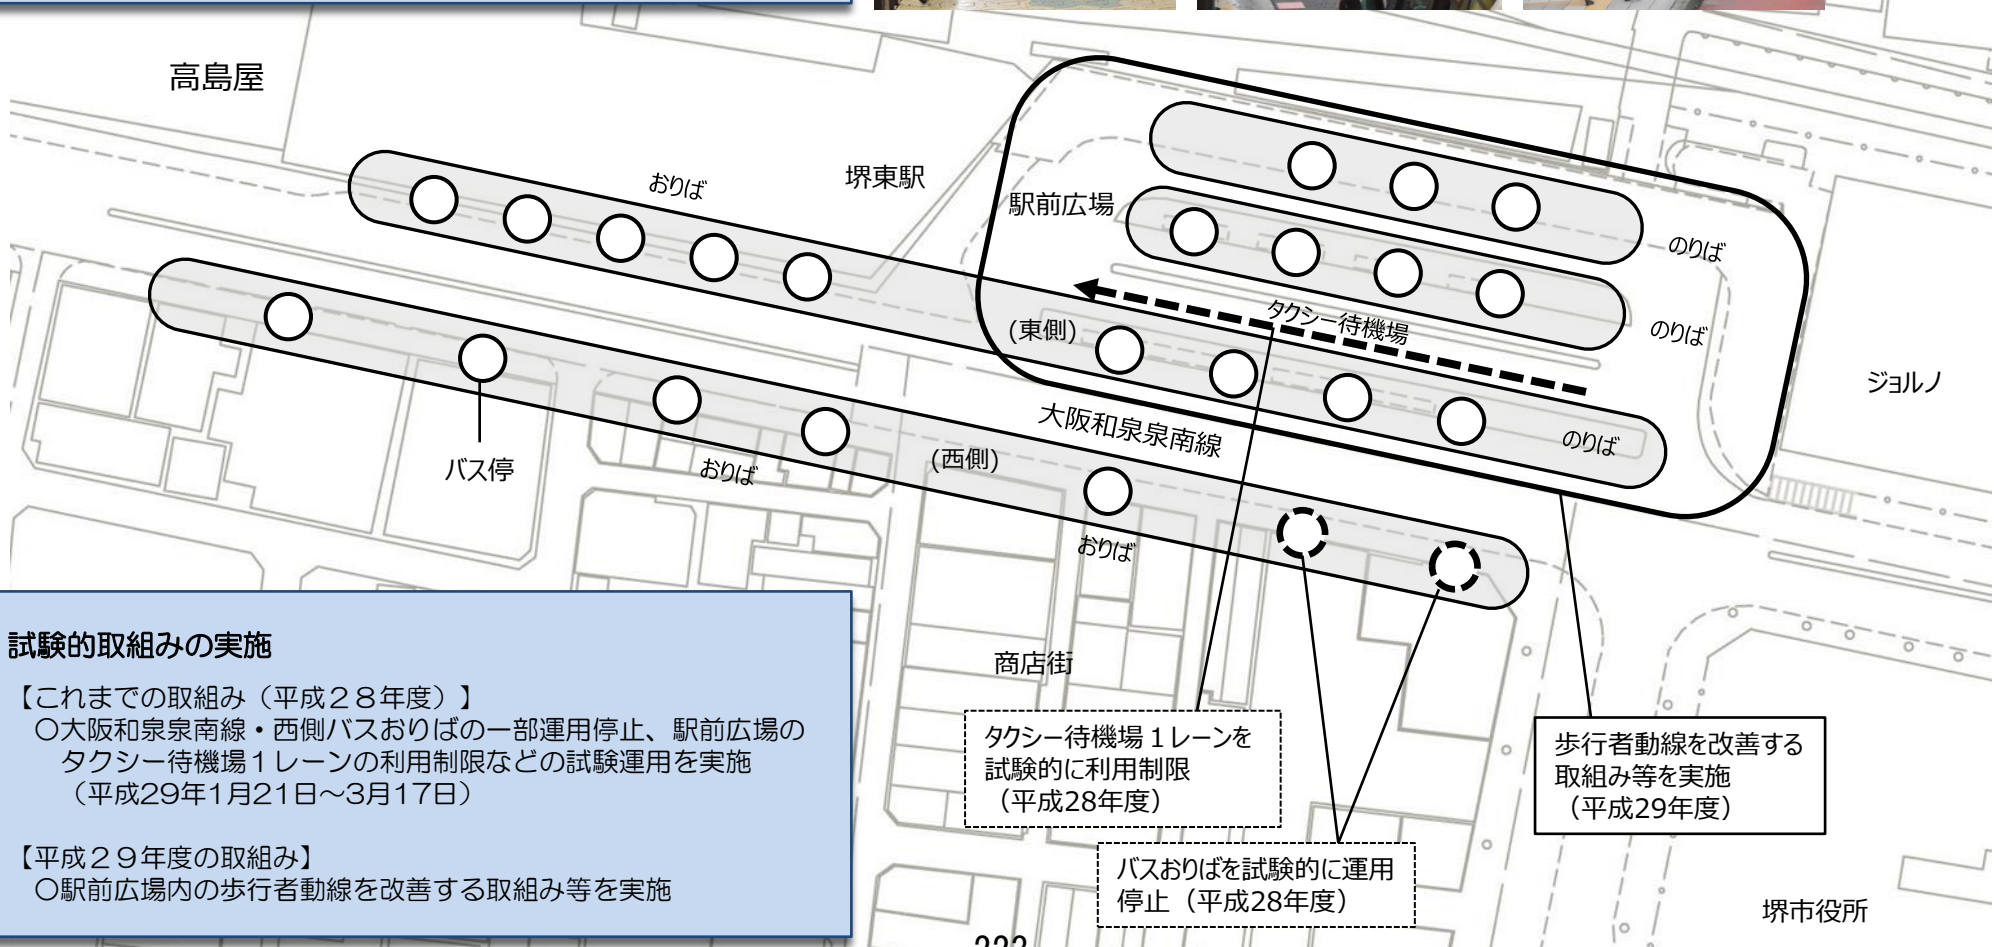 高島屋
堺東駅
おりば
駅前広場
のりば
のりば
タクシー待機場
(東側)
ジョルノ
大阪和泉泉南線
のりば
(西側)
バス停
おりば
おりば
商店街
試験的取組みの実施
【これまでの取組み（平成２８年度）】
〇大阪和泉泉南線・西側バスおりばの一部運用停止、駅前広場の
タクシー待機場１レーンの利用制限などの試験運用を実施
（平成29年1月21日～3月17日）
【平成２９年度の取組み】
〇駅前広場内の歩行者動線を改善する取組み等を実施
タクシー待機場１レーンを
試験的に利用制限
（平成28年度）
バスおりばを試験的に運用
停止（平成28年度）
歩行者動線を改善する
取組み等を実施
（平成29年度）
堺市役所